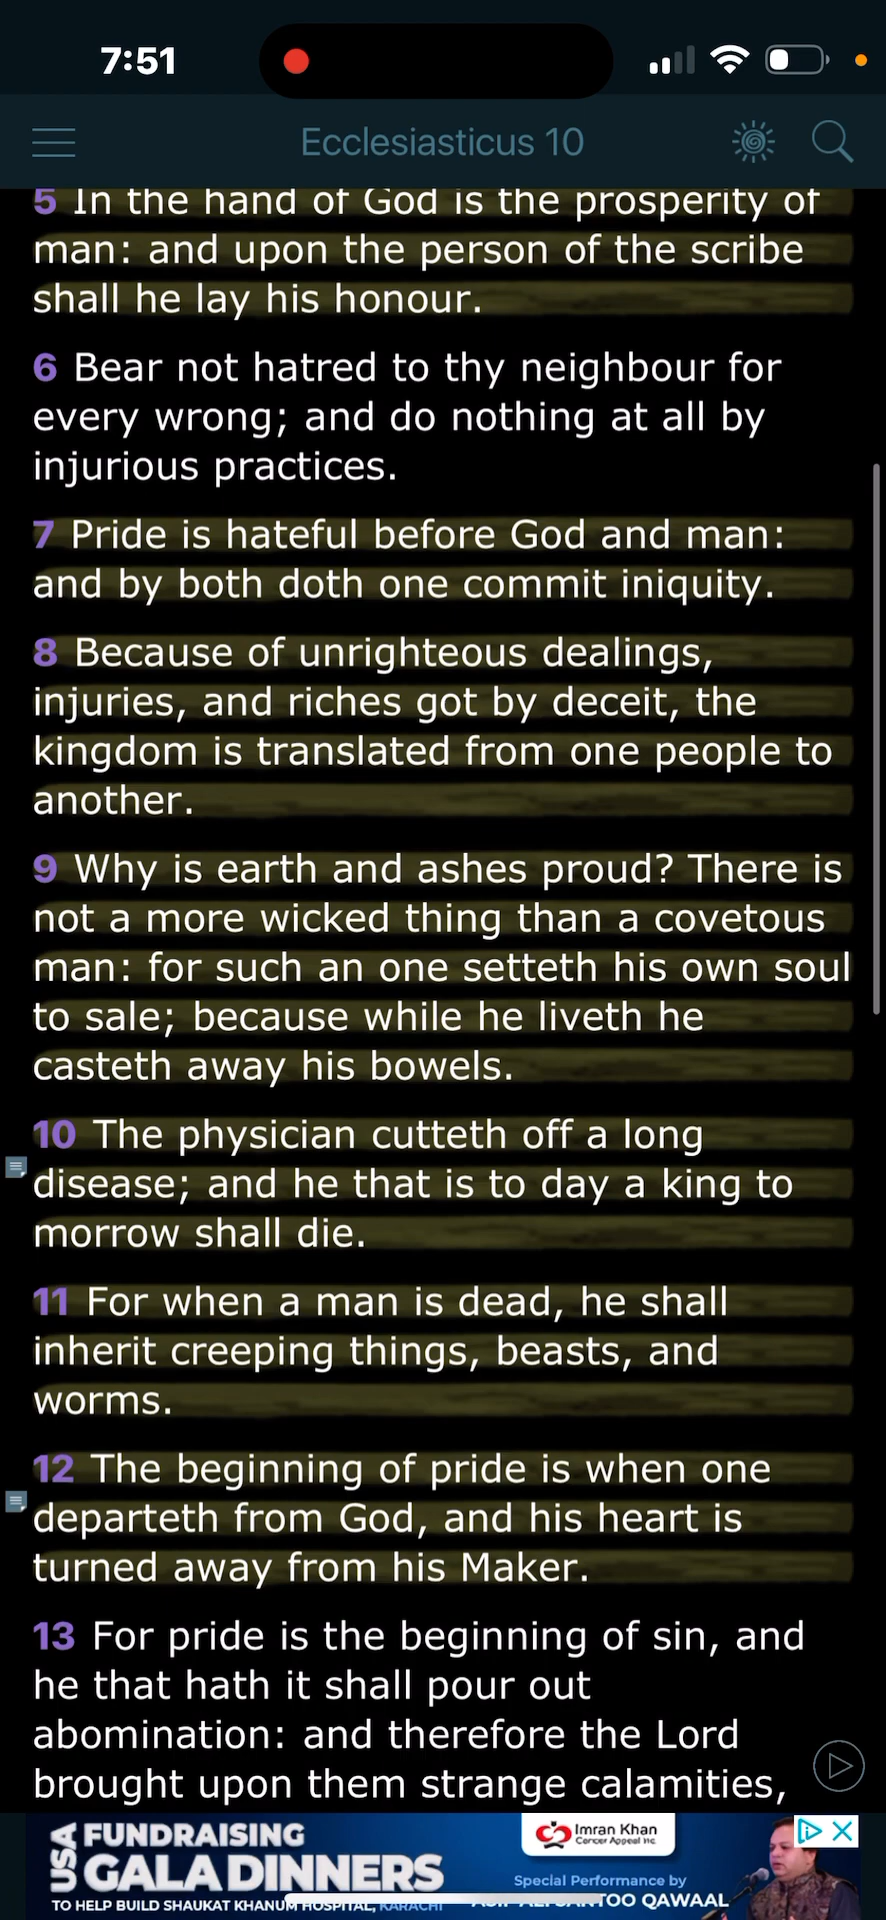 7:51
Ecclesiasticus 10
5 In the hand of God is the prosperity of
man: and upon the person of the scribe
shall he lay his honour.
6 Bear not hatred to thy neighbour for
every wrong; and do nothing at all by
injurious practices.
7 Pride is hateful before God and man:
and by both doth one commit iniquity.
8 Because of unrighteous dealings,
injuries, and riches got by deceit, the
kingdom is translated from one people to
another.
9 Why is earth and ashes proud? There is
not a more wicked thing than a covetous
man: for such an one setteth his own soul
to sale; because while he liveth he
casteth away his bowels.
10 The physician cutteth off a long
disease; and he that is to day a king to
morrow shall die.
11 For when a man is dead, he shall
inherit creeping things, beasts, and
worms.
12 The beginning of pride is when one
departeth from God, and his heart is
turned away from his Maker.
13 For pride is the beginning of sin, and
he that hath it shall pour out
abomination: and therefore the Lord
brought upon them strange calamities,
USA FUNDRAISING
GALA DINNERS
TO HELP BUILD SHAUKAT KHANUM HOSPITAL, KARACHI
Imran Khan
Cancer Appeal Inc
Special Performance by
QAWAAL